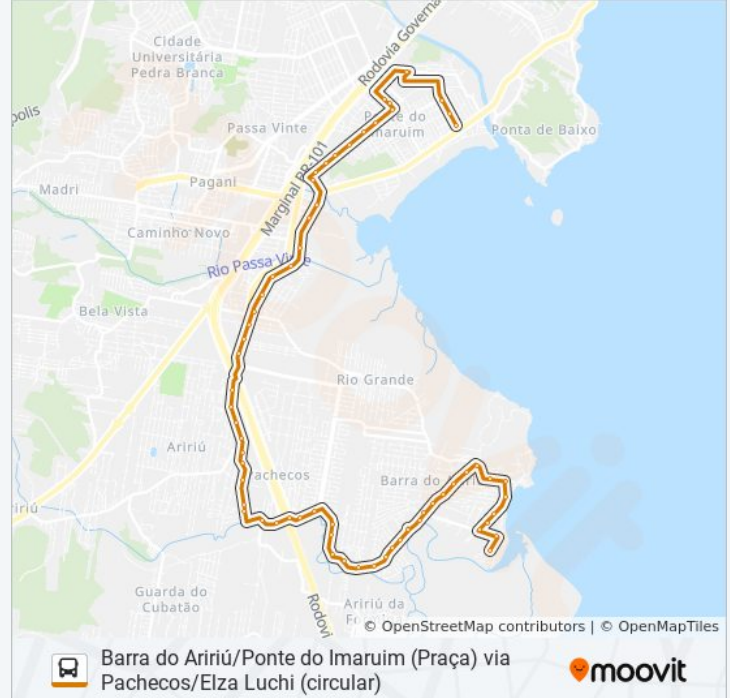 Rodovia Governa
Cidade
Universitária
Pedra Branca
polis
Passa Vinte
Ponte do
Imaruim
Ponta de Baixo
Marginal BR-101
Madri
Pagani
Caminho Novo
Rio Passa Vinte
Bela Vista
Rio Grande
Aririú
Pachecos
Barra do Aririú
iriú
Guarda do
Cubatão
Rodovi
Aririú da
© OpenStreetMap contributors | © OpenMapTiles
Barra do Aririú/Ponte do Imaruim (Praça) via
Pachecos/Elza Luchi (circular)
moovit